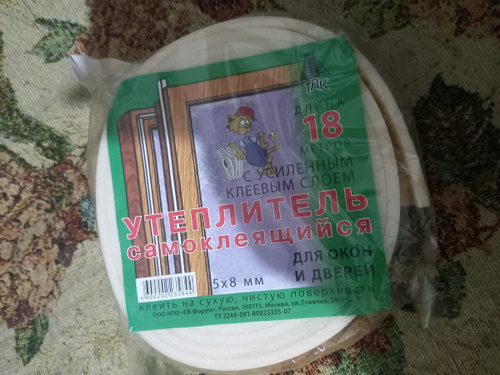 ТДК
ДЛИНА
18
МЕТРОВ
С УСИЛЕННЫМ
КЛЕЕВЫМ СЛОЕМ
УТЕПЛИТЕЛЬ
самоклеящийся
ДЛЯ ОКОН
И ДВЕРЕЙ
5х8 мм
клеить на сухую, чистую поверхность
ООО НПО «СВ-Форум», Россия, 105173, Москва, ул. Главная,
ТУ 2244-001-80825335-07